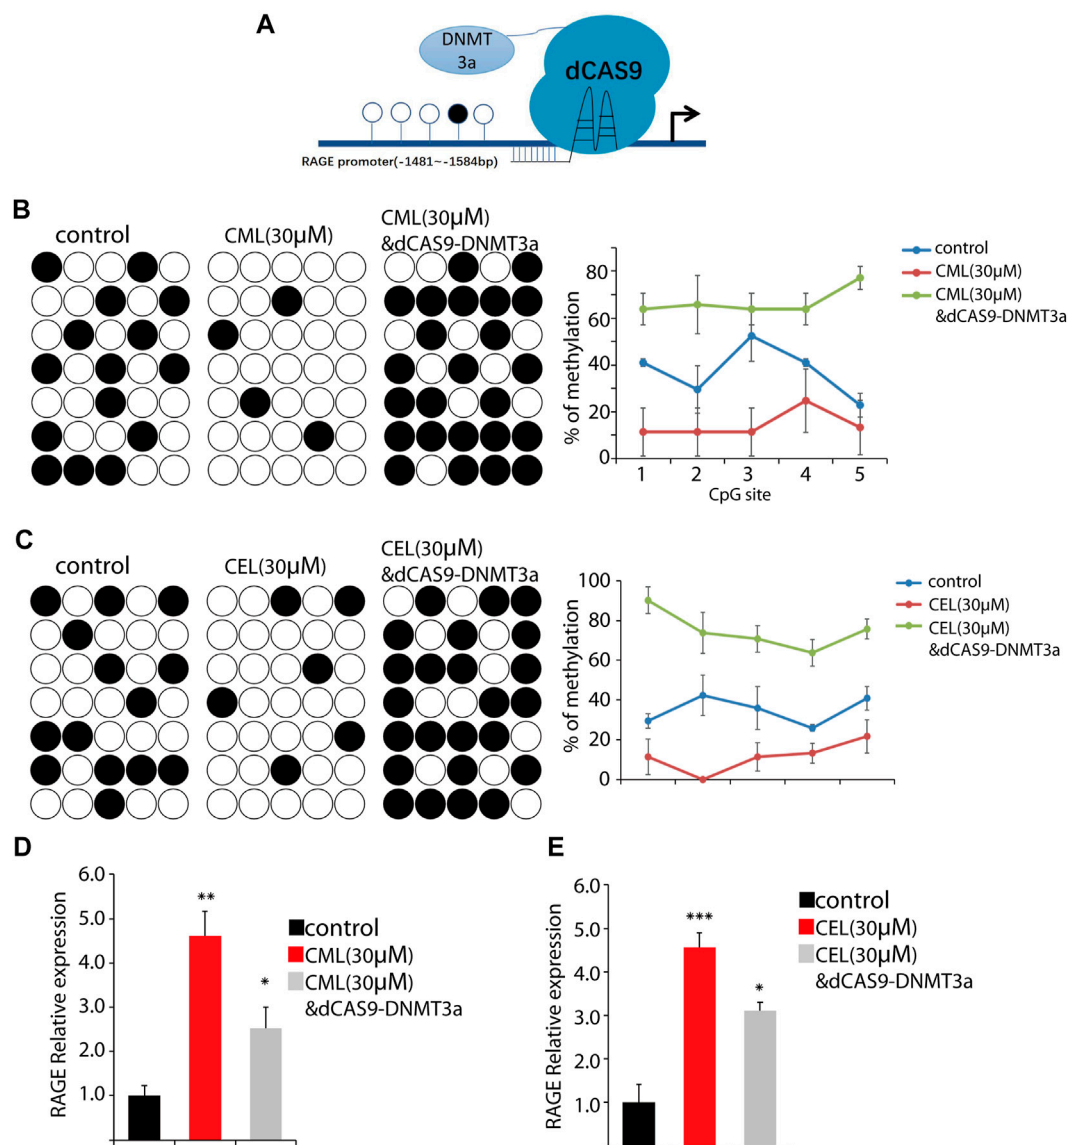 A
DNMT
3a
dCAS9
RAGE promoter(-1481~-1584bp)
B
control
CML(30μM)
CML(30μM)
&dCAS9-DNMT3a
80
60
40
20
0
% of methylation
1 2 3 4 5
CpG site
control
CML(30μM)
CML(30μM)
&dCAS9-DNMT3a
C
control
CEL(30μM)
CEL(30μM)
&dCAS9-DNMT3a
100
80
60
40
20
0
% of methylation
control
CEL(30μM)
CEL(30μM)
&dCAS9-DNMT3a
D
RAGE Relative expression
6.0
5.0
4.0
3.0
2.0
1.0
**
*
control
CML(30μM)
CML(30μM)
&dCAS9-DNMT3a
E
RAGE Relative expression
6.0
5.0
4.0
3.0
2.0
1.0
***
*
control
CEL(30μM)
CEL(30μM)
&dCAS9-DNMT3a